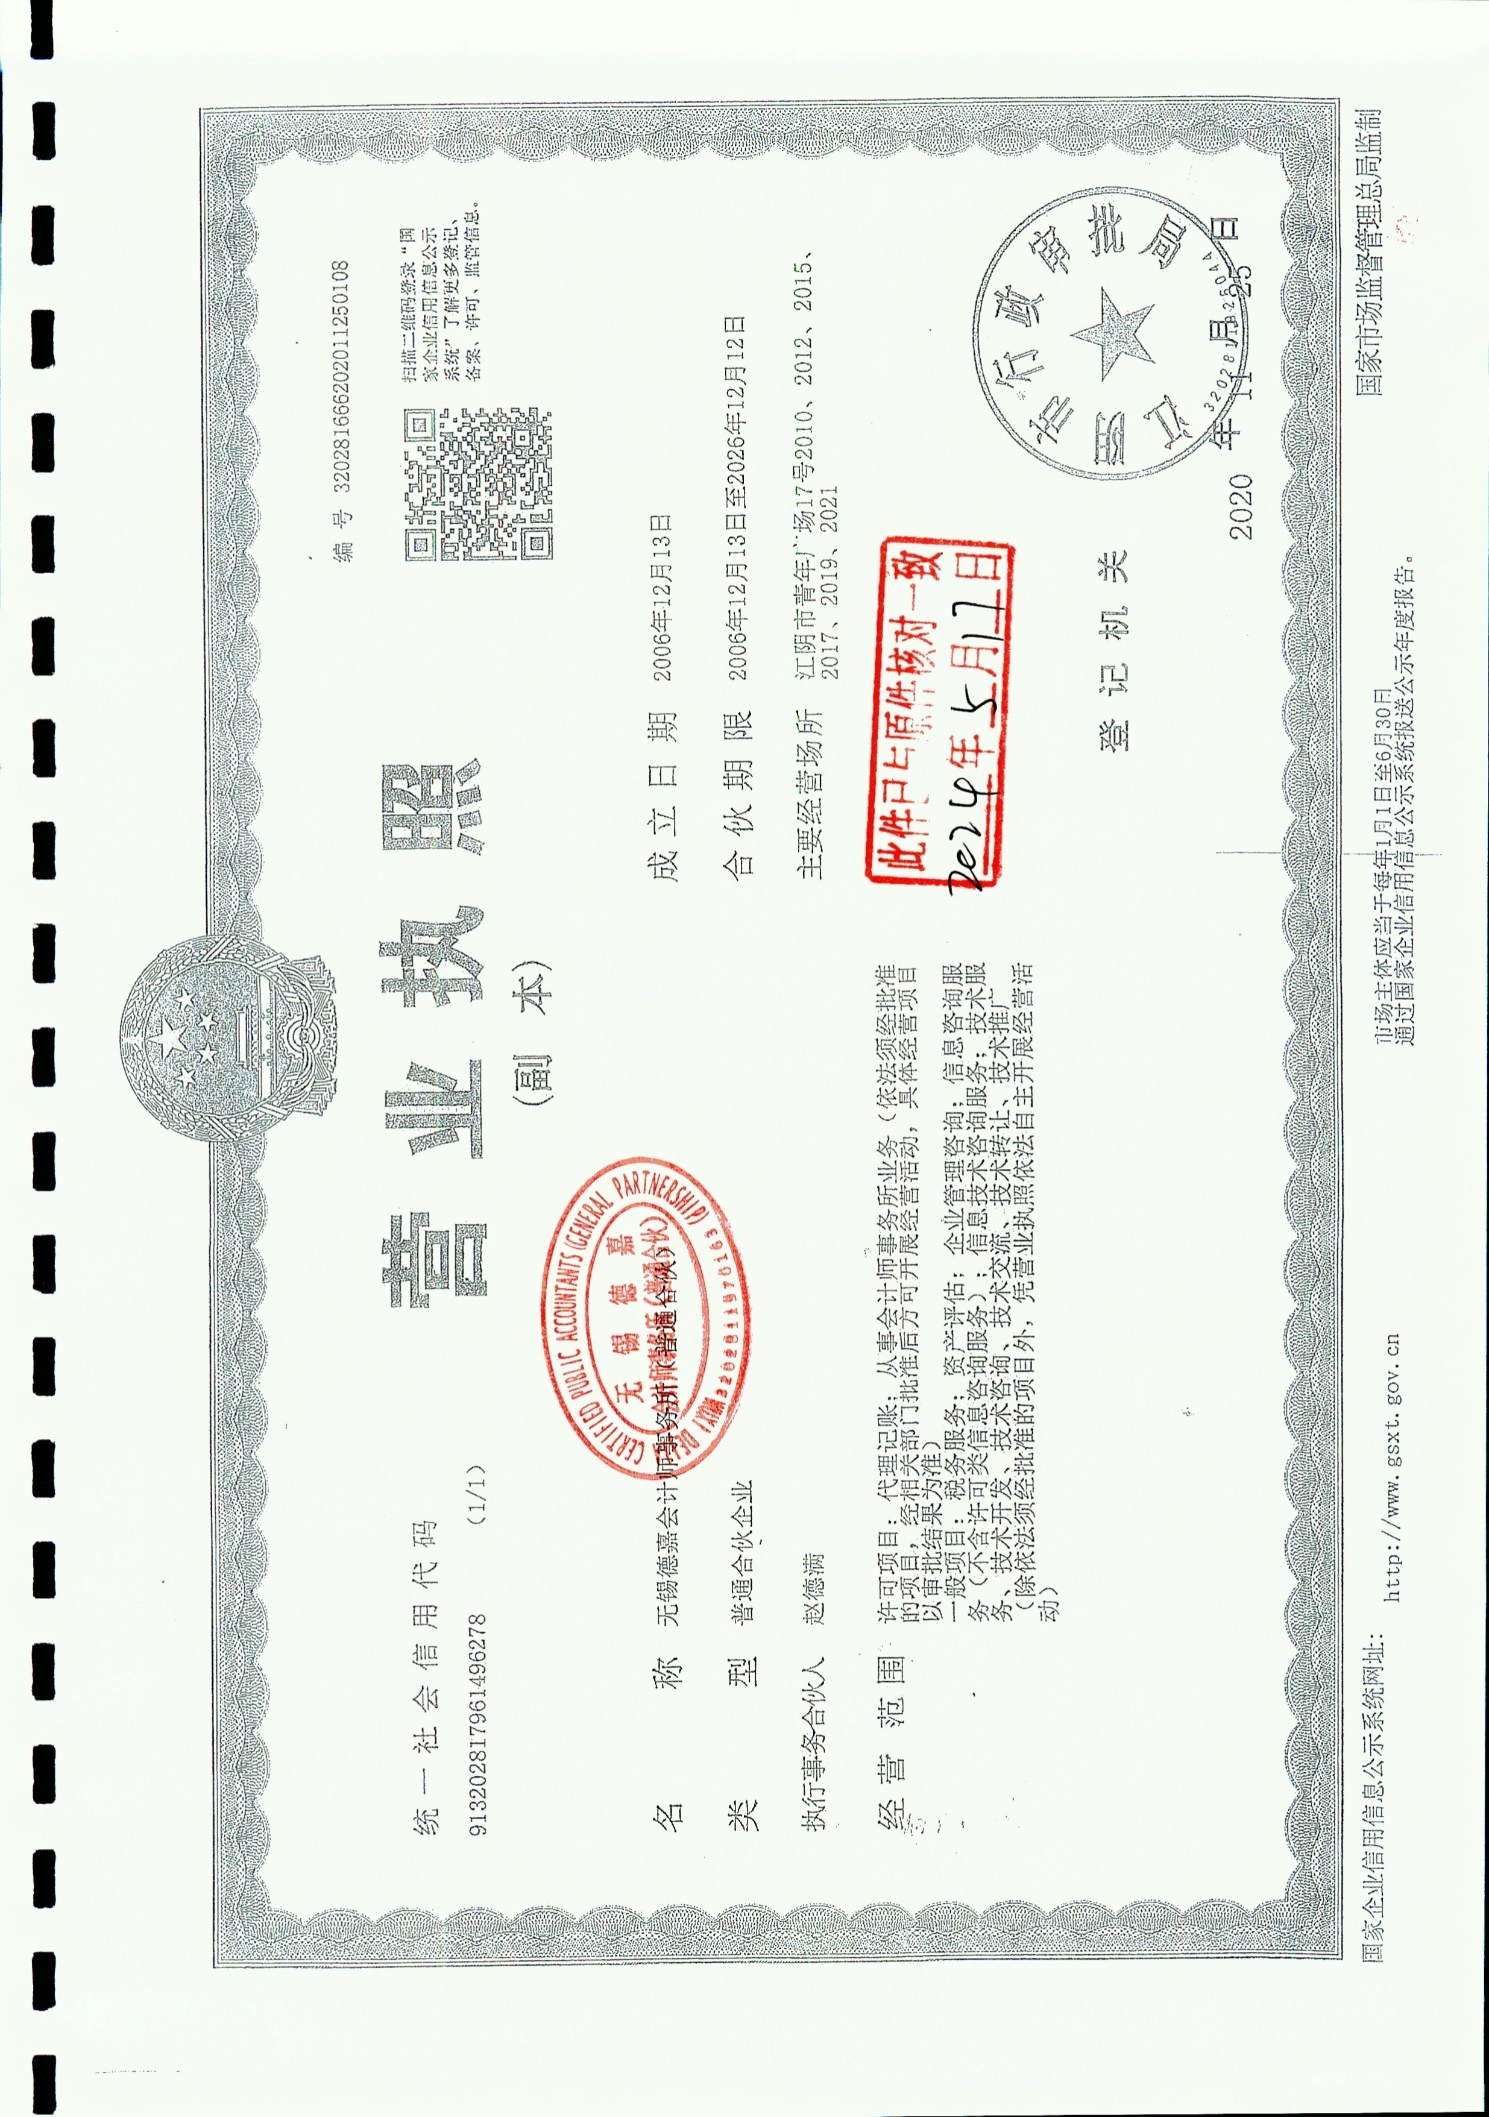 编 号 320281666202011250108
统一社会信用代码
91320281796149627​8 (1/1)
营业执照
(副 本)
扫描二维码登录“国
家企业信用信息公示
系统”了解更多登记、
备案、许可、监管信息。
名 称 无锡德嘉会计师事务所(普通合伙)
类 型 普通合伙企业
执行事务合伙人 赵德满
经 营 范 围 许可项目：代理记账；从事会计师事务所业务（依法须经批准
的项目，经相关部门批准后方可开展经营活动，具体经营项目
以审批结果为准）
一般项目：税务服务；资产评估；企业管理咨询；信息咨询服
务（不含许可类信息咨询服务）；信息技术咨询服务；技术服
务、技术开发、技术咨询、技术交流、技术转让、技术推广
（除依法须经批准的项目外，凭营业执照依法自主开展经营活
动）
CERTIFIED PUBLIC ACCOUNTANTS (GENERAL PARTNERSHIP)
无锡德嘉
会计师事务所(普通合伙)
成 立 日 期 2006年12月13日
合 伙 期 限 2006年12月13日至2026年12月12日
主要经营场所 江阴市青年广场17号2010、2012、2015、
2017、2019、2021
此件已与原件核对一致
2024年5月17日
登 记 机 关
江阴市行政审批局
2020 年 11 月 25 日
国家企业信用信息公示系统网址： http://www.gsxt.gov.cn
市场主体应当于每年1月1日至6月30日
通过国家企业信用信息公示系统报送公示年度报告。
国家市场监督管理总局监制